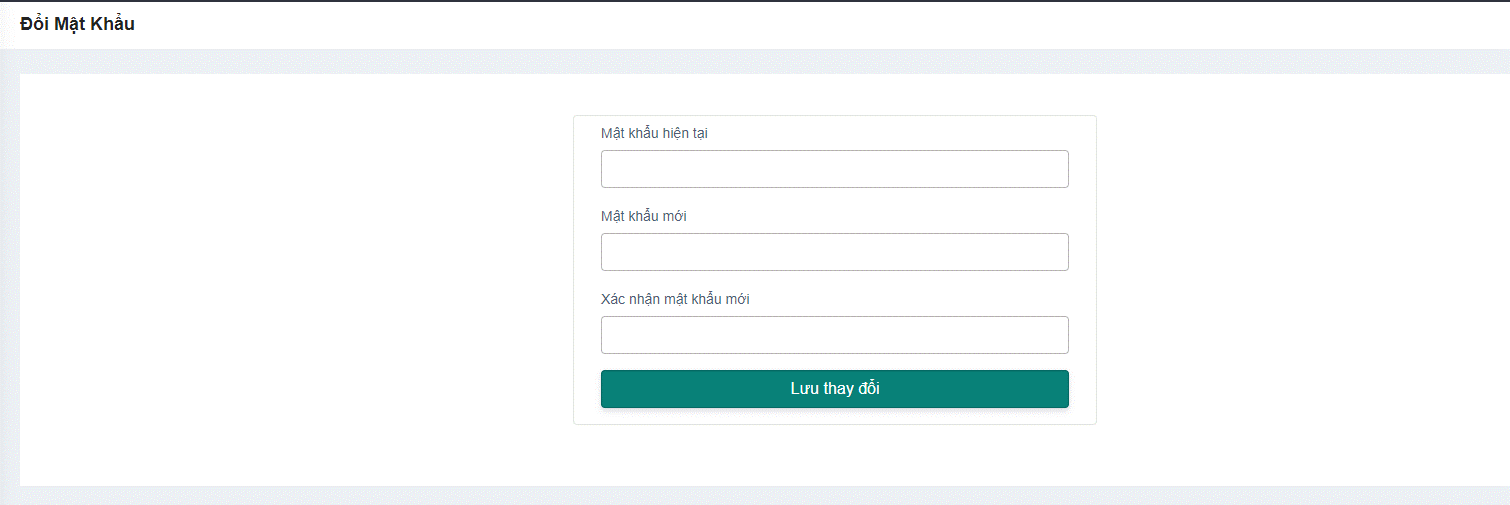 Đổi Mật Khẩu
Mật khẩu hiện tại
Mật khẩu mới
Xác nhận mật khẩu mới
Lưu thay đổi